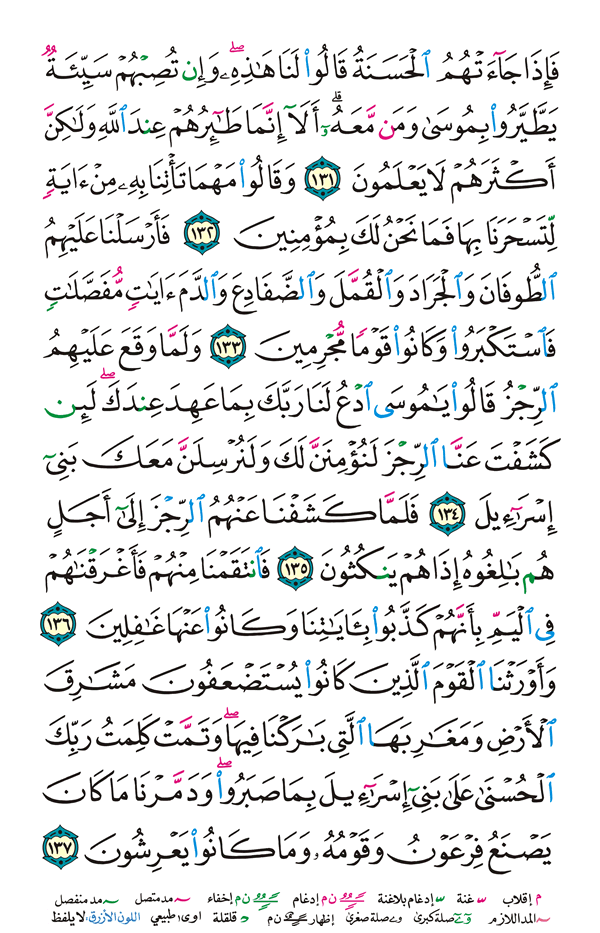 فَإِذَا جَآءَتْهُمُ ٱلْحَسَنَةُ قَالُوا۟ لَنَا هَـٰذِهِۦۖ وَإِن تُصِبْهُمْ سَيِّئَةٌۭ
يَطَّيَّرُوا۟ بِمُوسَىٰ وَمَن مَّعَهُۥٓۗ أَلَآ إِنَّمَا طَـٰٓئِرُهُمْ عِندَ ٱللَّهِ وَلَـٰكِنَّ
أَكْثَرَهُمْ لَا يَعْلَمُونَ ١٣١ وَقَالُوا۟ مَهْمَا تَأْتِنَا بِهِۦ مِنْ ءَايَةٍۢ
لِّتَسْحَرَنَا بِهَا فَمَا نَحْنُ لَكَ بِمُؤْمِنِينَ ١٣٢ فَأَرْسَلْنَا عَلَيْهِمُ
ٱلطُّوفَانَ وَٱلْجَرَادَ وَٱلْقُمَّلَ وَٱلضَّفَادِعَ وَٱلدَّمَ ءَايَـٰتٍۢ مُّفَصَّلَـٰتٍۢ
فَٱسْتَكْبَرُوا۟ وَكَانُوا۟ قَوْمًۭا مُّجْرِمِينَ ١٣٣ وَلَمَّا وَقَعَ عَلَيْهِمُ
ٱلرِّجْزُ قَالُوا۟ يَـٰمُوسَى ٱدْعُ لَنَا رَبَّكَ بِمَا عَهِدَ عِندَكَۖ لَئِن
كَشَفْتَ عَنَّا ٱلرِّجْزَ لَنُؤْمِنَنَّ لَكَ وَلَنُرْسِلَنَّ مَعَكَ بَنِىٓ
إِسْرَٰٓءِيلَ ١٣٤ فَلَمَّا كَشَفْنَا عَنْهُمُ ٱلرِّجْزَ إِلَىٰٓ أَجَلٍ
هُم بَـٰلِغُوهُ إِذَا هُمْ يَنكُثُونَ ١٣٥ فَٱنتَقَمْنَا مِنْهُمْ فَأَغْرَقْنَـٰهُمْ
فِى ٱلْيَمِّ بِأَنَّهُمْ كَذَّبُوا۟ بِـَٔايَـٰتِنَا وَكَانُوا۟ عَنْهَا غَـٰفِلِينَ ١٣٦
وَأَوْرَثْنَا ٱلْقَوْمَ ٱلَّذِينَ كَانُوا۟ يُسْتَضْعَفُونَ مَشَـٰرِقَ
ٱلْأَرْضِ وَمَغَـٰرِبَهَا ٱلَّتِى بَـٰرَكْنَا فِيهَاۖ وَتَمَّتْ كَلِمَتُ رَبِّكَ
ٱلْحُسْنَىٰ عَلَىٰ بَنِىٓ إِسْرَٰٓءِيلَ بِمَا صَبَرُوا۟ۖ وَدَمَّرْنَا مَا كَانَ
يَصْنَعُ فِرْعَوْنُ وَقَوْمُهُۥ وَمَا كَانُوا۟ يَعْرِشُونَ ١٣٧
م إقلاب غنة إدغام بلاغنة ن م إدغام ن م إخفاء مد متصل مد منفصل
المد اللازم صلة كبرى صلة صغرى إظهار ن م قلقلة اوى: طبيعي اللون الأزرق: لا يلفظ